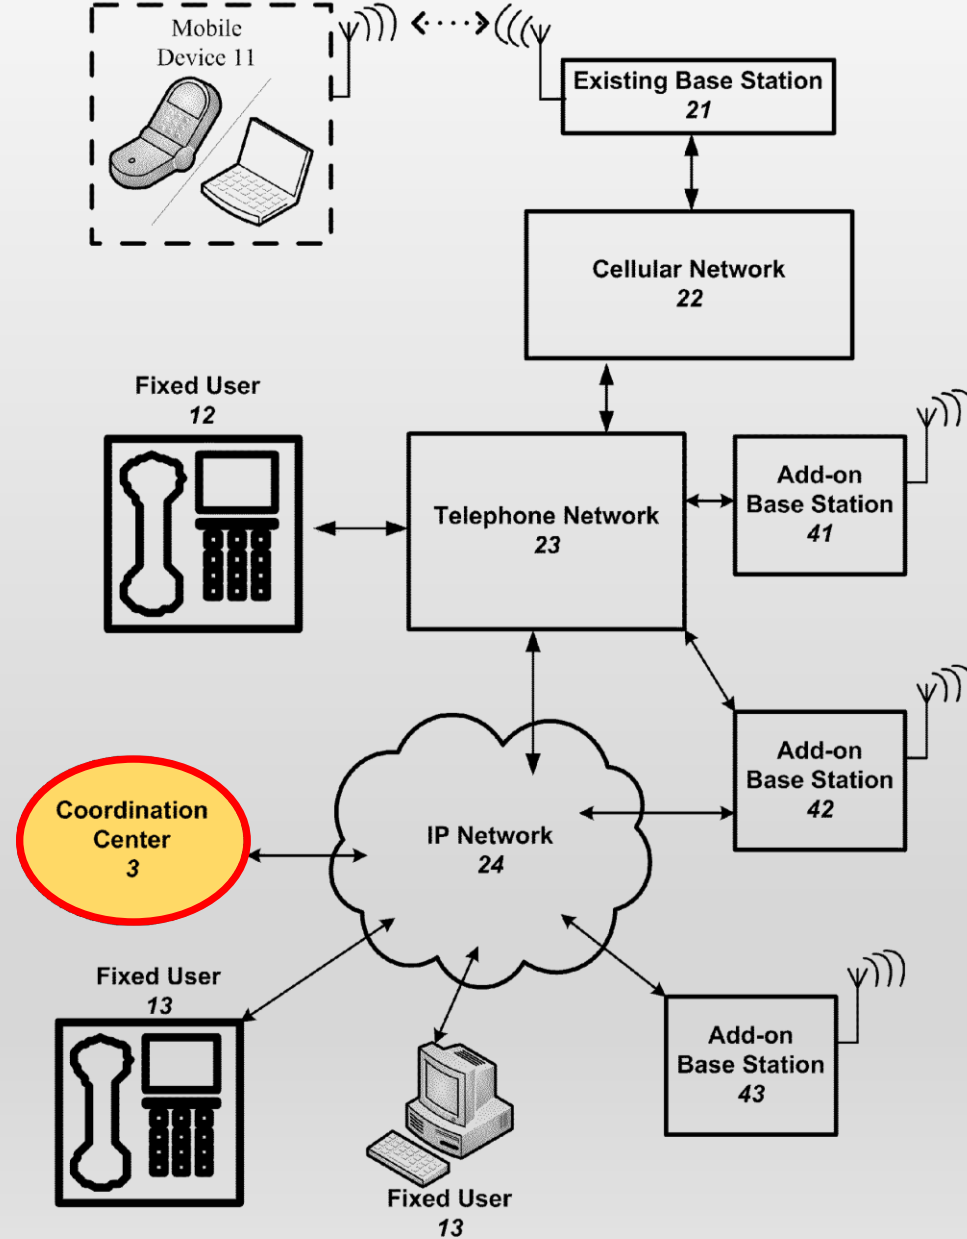 Mobile
Device 11
Existing Base Station
21
Cellular Network
22
Fixed User
12
Telephone Network
23
Add-on
Base Station
41
Add-on
Base Station
42
Coordination
Center
3
IP Network
24
Fixed User
13
Add-on
Base Station
43
Fixed User
13